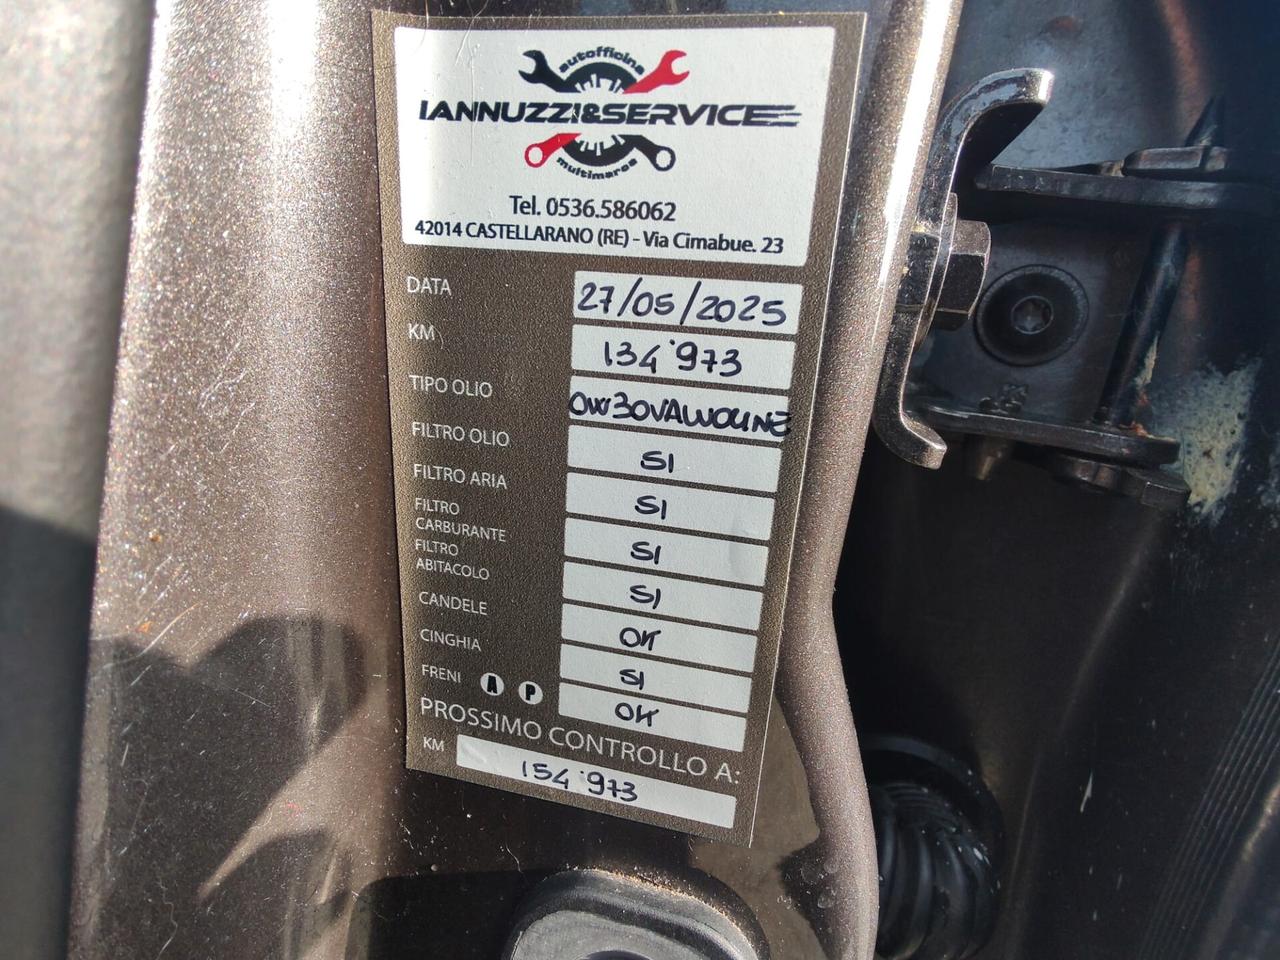 autofficina
IANNUZZI&SERVICE
multimarca
Tel. 0536.586062
42014 CASTELLARANO (RE) - Via Cimabue. 23
DATA 27/05/2025
KM 134'973
TIPO OLIO 0W30VALVOLINE
FILTRO OLIO SI
FILTRO ARIA SI
FILTRO
CARBURANTE SI
FILTRO
ABITACOLO SI
CANDELE OK
CINGHIA SI
FRENI A P OK
PROSSIMO CONTROLLO A:
KM 154'973